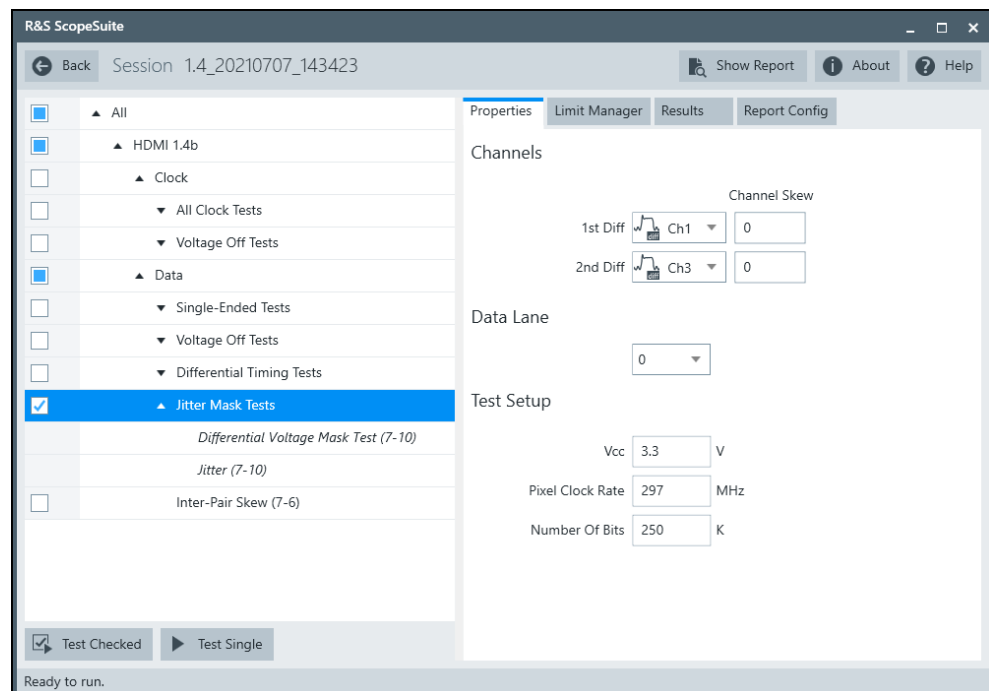 R&S ScopeSuite
Back Session 1.4_20210707_143423 Show Report About Help
All
HDMI 1.4b
Clock
All Clock Tests
Voltage Off Tests
Data
Single-Ended Tests
Voltage Off Tests
Differential Timing Tests
Jitter Mask Tests
Differential Voltage Mask Test (7-10)
Jitter (7-10)
Inter-Pair Skew (7-6)
Properties Limit Manager Results Report Config
Channels
Channel Skew
1st Diff diff Ch1 0
2nd Diff diff Ch3 0
Data Lane
0
Test Setup
Vcc 3.3 V
Pixel Clock Rate 297 MHz
Number Of Bits 250 K
Test Checked Test Single
Ready to run.